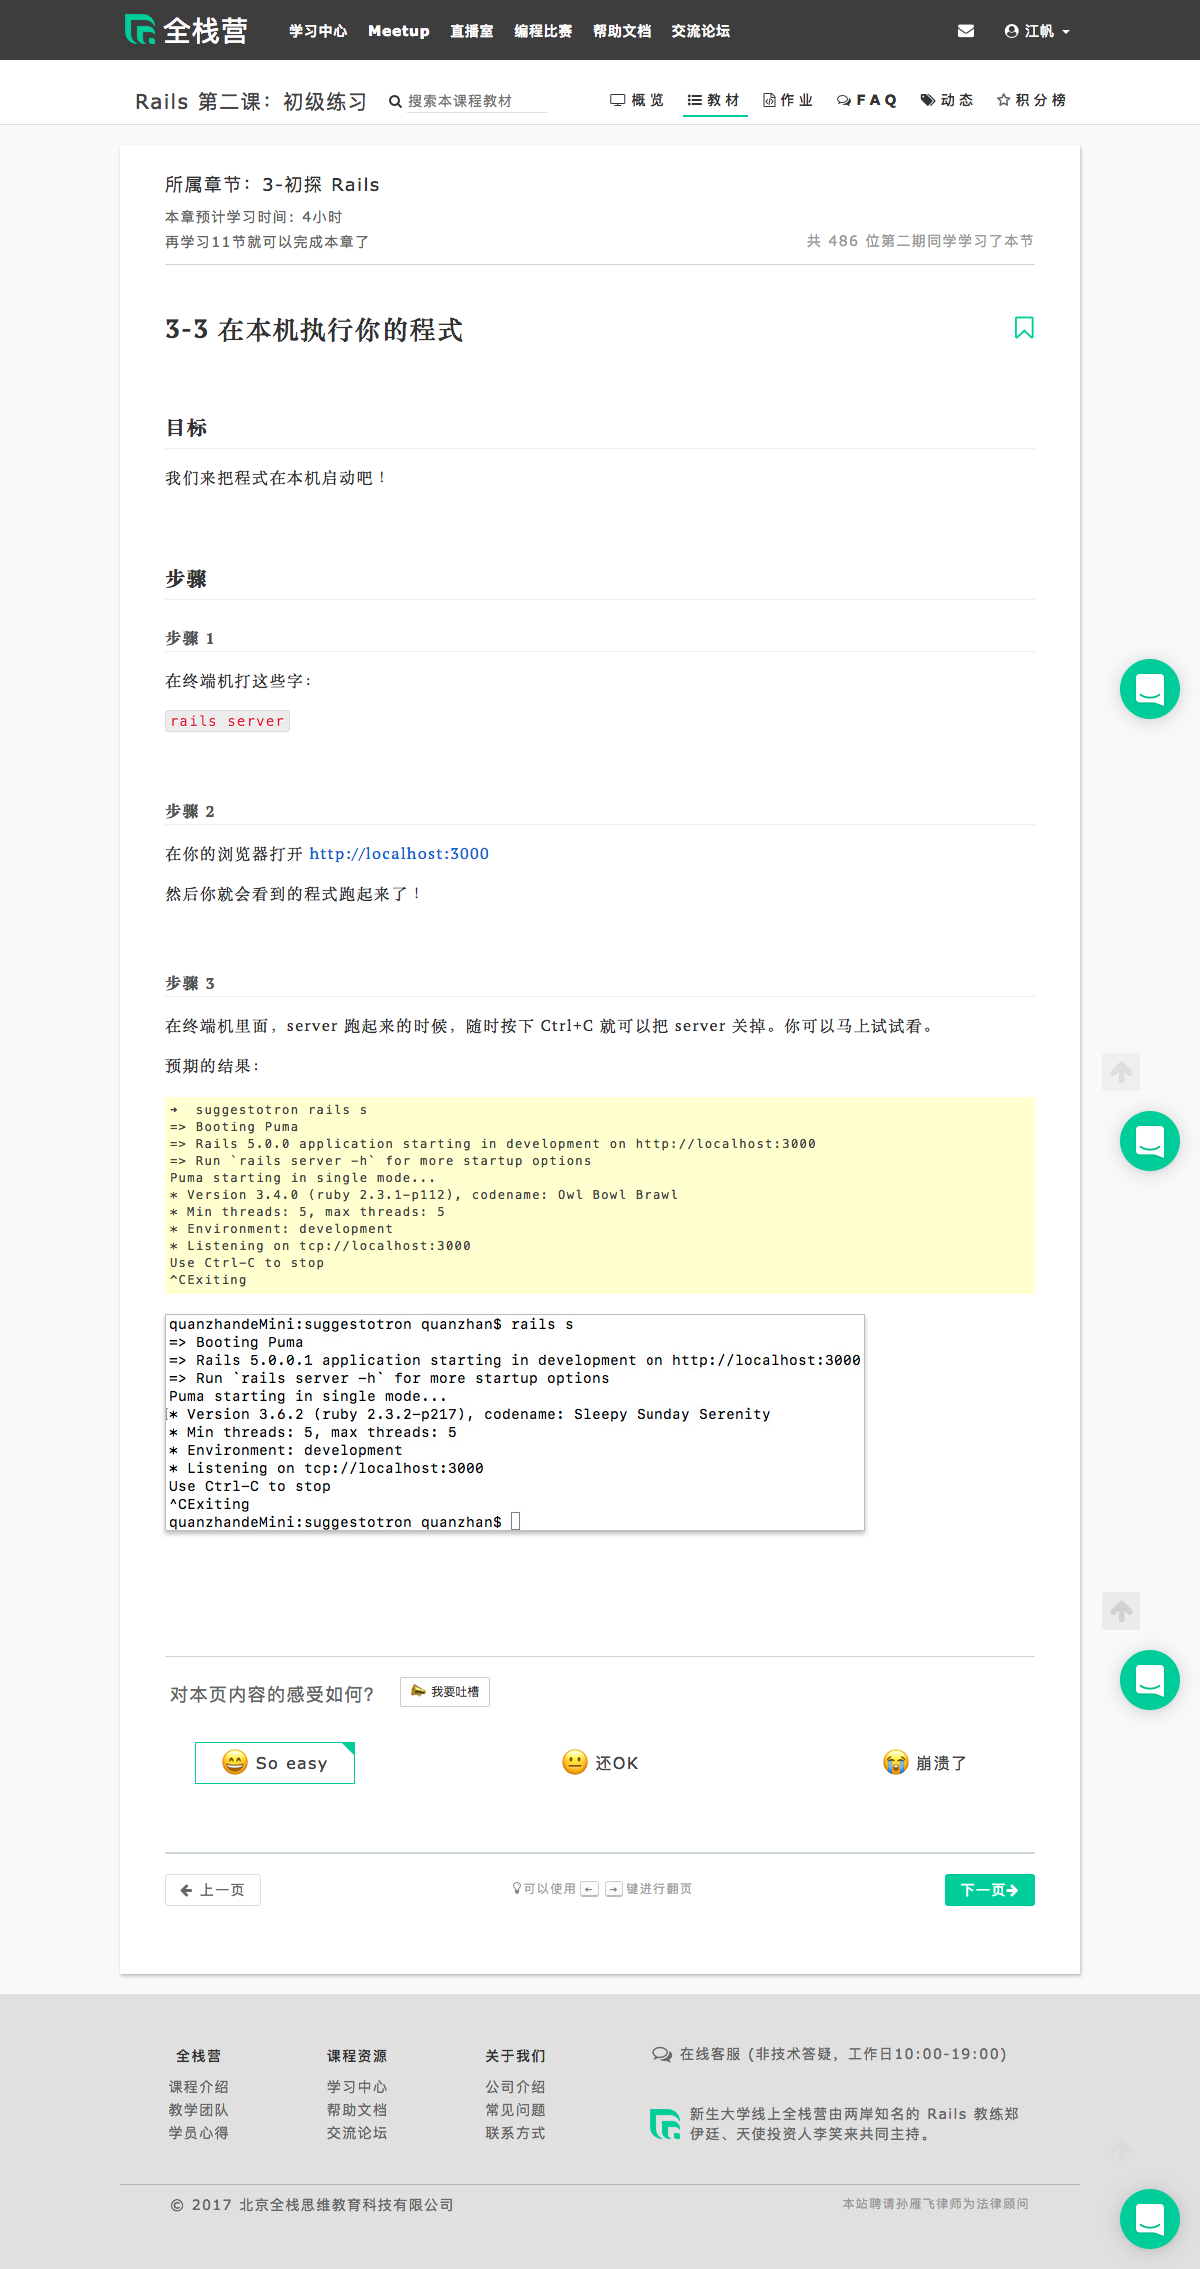 全栈营 学习中心 Meetup 直播室 编程比赛 帮助文档 交流论坛 江帆
Rails 第二课：初级练习 搜索本课程教材 概览 教材 作业 FAQ 动态 积分榜
所属章节：3-初探 Rails
本章预计学习时间：4小时
再学习11节就可以完成本章了
共 486 位第二期同学学习了本节
3-3 在本机执行你的程式
目标
我们来把程式在本机启动吧！
步骤
步骤 1
在终端机打这些字：
rails server
步骤 2
在你的浏览器打开 http://localhost:3000
然后你就会看到的程式跑起来了！
步骤 3
在终端机里面，server 跑起来的时候，随时按下 Ctrl+C 就可以把 server 关掉。你可以马上试试看。
预期的结果：
➜  suggestotron rails s
=> Booting Puma
=> Rails 5.0.0 application starting in development on http://localhost:3000
=> Run `rails server -h` for more startup options
Puma starting in single mode...
* Version 3.4.0 (ruby 2.3.1-p112), codename: Owl Bowl Brawl
* Min threads: 5, max threads: 5
* Environment: development
* Listening on tcp://localhost:3000
Use Ctrl-C to stop
^CExiting
quanzhandeMini:suggestotron quanzhan$ rails s
=> Booting Puma
=> Rails 5.0.0.1 application starting in development on http://localhost:3000
=> Run `rails server -h` for more startup options
Puma starting in single mode...
* Version 3.6.2 (ruby 2.3.2-p217), codename: Sleepy Sunday Serenity
* Min threads: 5, max threads: 5
* Environment: development
* Listening on tcp://localhost:3000
Use Ctrl-C to stop
^CExiting
quanzhandeMini:suggestotron quanzhan$
对本页内容的感受如何? 我要吐槽
So easy 还OK 崩溃了
← 上一页 可以使用 ← → 键进行翻页 下一页→
全栈营 课程资源 关于我们
课程介绍 学习中心 公司介绍
教学团队 帮助文档 常见问题
学员心得 交流论坛 联系方式
在线客服 (非技术答疑，工作日10:00-19:00)
新生大学线上全栈营由两岸知名的 Rails 教练郑
伊廷、天使投资人李笑来共同主持。
© 2017 北京全栈思维教育科技有限公司
本站聘请孙雁飞律师为法律顾问